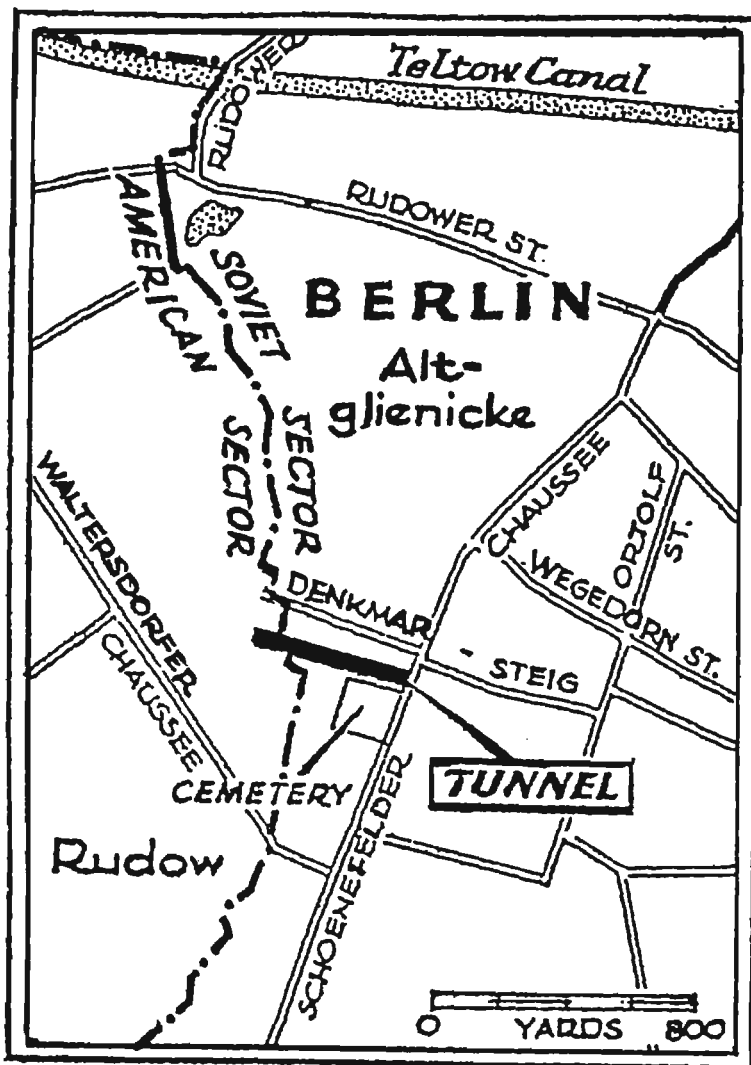 Teltow Canal
RUDOWER
RUDOWER ST.
AMERICAN
SOVIET
BERLIN
Alt-
glienicke
SECTOR
SECTOR
CHAUSSEE
ORTOLF
ST.
WALTERSDORFER
CHAUSSEE
WEGEDORN ST.
DENKMAR
STEIG
TUNNEL
CEMETERY
Rudow
SCHOENEFELDER
0 YARDS 800